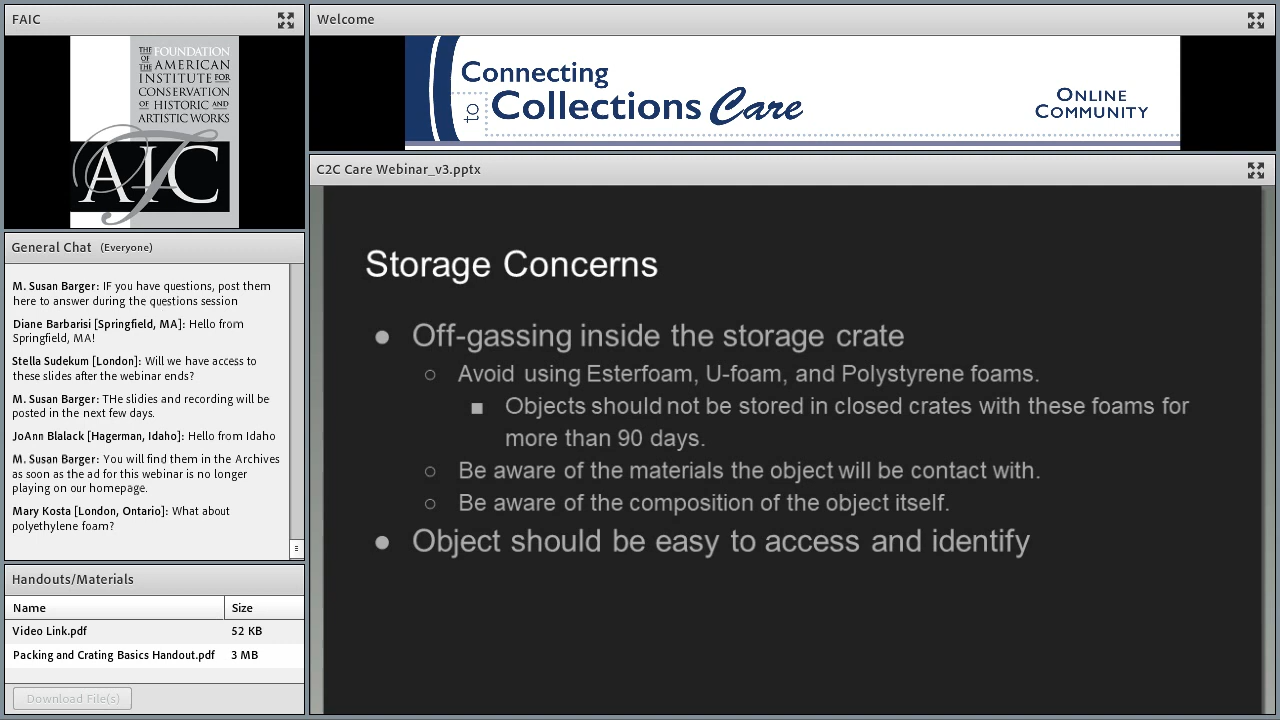 FAIC
THE FOUNDATION
OF THE AMERICAN
INSTITUTE FOR
CONSERVATION
OF HISTORIC AND
ARTISTIC WORKS
AIC
General Chat (Everyone)
M. Susan Barger: IF you have questions, post them
here to answer during the questions session
Diane Barbarisi [Springfield, MA]: Hello from
Springfield, MA!
Stella Sudekum [London]: Will we have access to
these slides after the webinar ends?
M. Susan Barger: THe slidies and recording will be
posted in the next few days.
JoAnn Blalack [Hagerman, Idaho]: Hello from Idaho
M. Susan Barger: You will find them in the Archives
as soon as the ad for this webinar is no longer
playing on our homepage.
Mary Kosta [London, Ontario]: What about
polyethylene foam?
Handouts/Materials
Name Size
Video Link.pdf 52 KB
Packing and Crating Basics Handout.pdf 3 MB
Download File(s)
Welcome
Connecting
to Collections Care
ONLINE
COMMUNITY
C2C Care Webinar_v3.pptx
Storage Concerns
● Off-gassing inside the storage crate
○ Avoid using Esterfoam, U-foam, and Polystyrene foams.
■ Objects should not be stored in closed crates with these foams for
more than 90 days.
○ Be aware of the materials the object will be contact with.
○ Be aware of the composition of the object itself.
● Object should be easy to access and identify